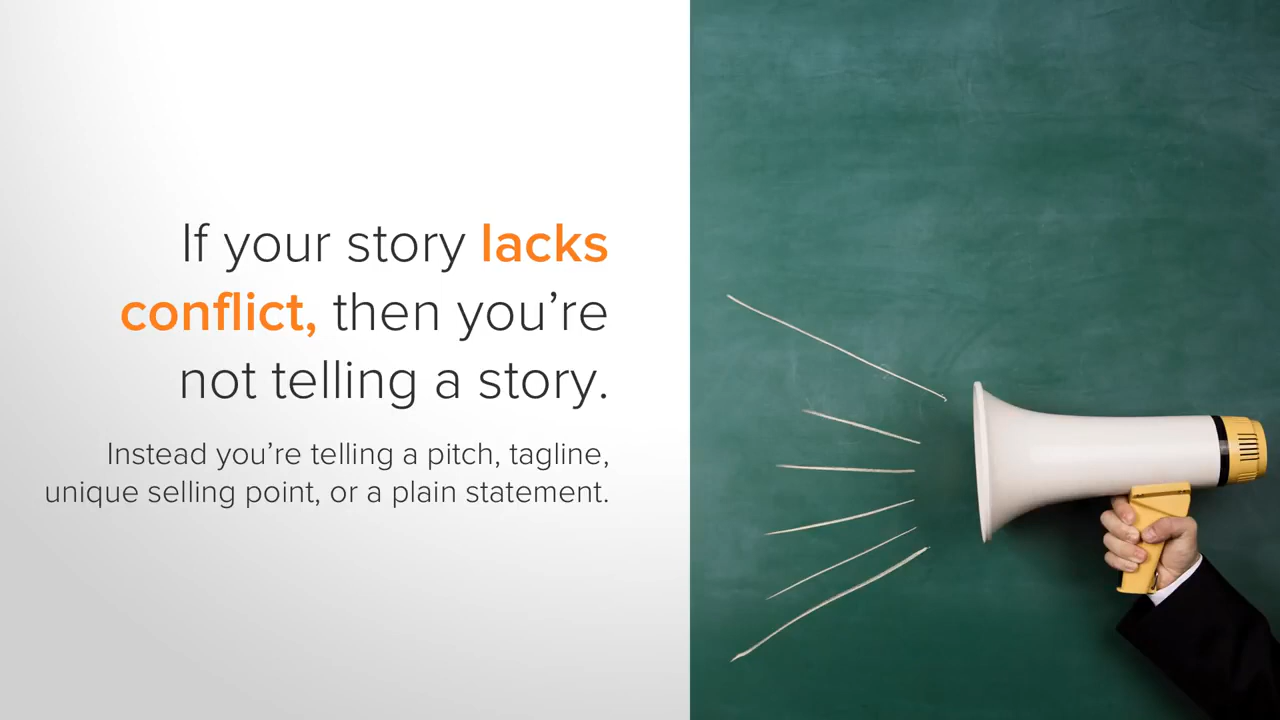 If your story lacks
conflict, then you’re
not telling a story.
Instead you’re telling a pitch, tagline,
unique selling point, or a plain statement.